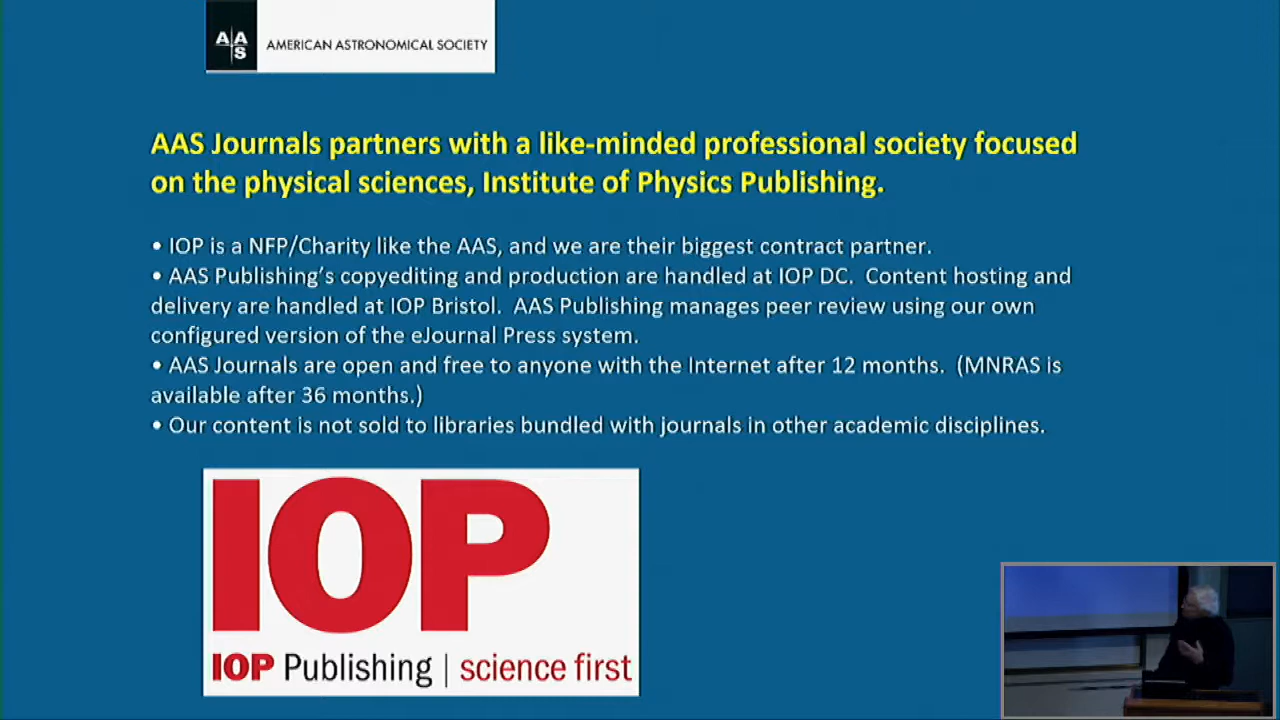 AAS AMERICAN ASTRONOMICAL SOCIETY
AAS Journals partners with a like-minded professional society focused
on the physical sciences, Institute of Physics Publishing.
• IOP is a NFP/Charity like the AAS, and we are their biggest contract partner.
• AAS Publishing’s copyediting and production are handled at IOP DC. Content hosting and
delivery are handled at IOP Bristol. AAS Publishing manages peer review using our own
configured version of the eJournal Press system.
• AAS Journals are open and free to anyone with the Internet after 12 months. (MNRAS is
available after 36 months.)
• Our content is not sold to libraries bundled with journals in other academic disciplines.
IOP
IOP Publishing | science first